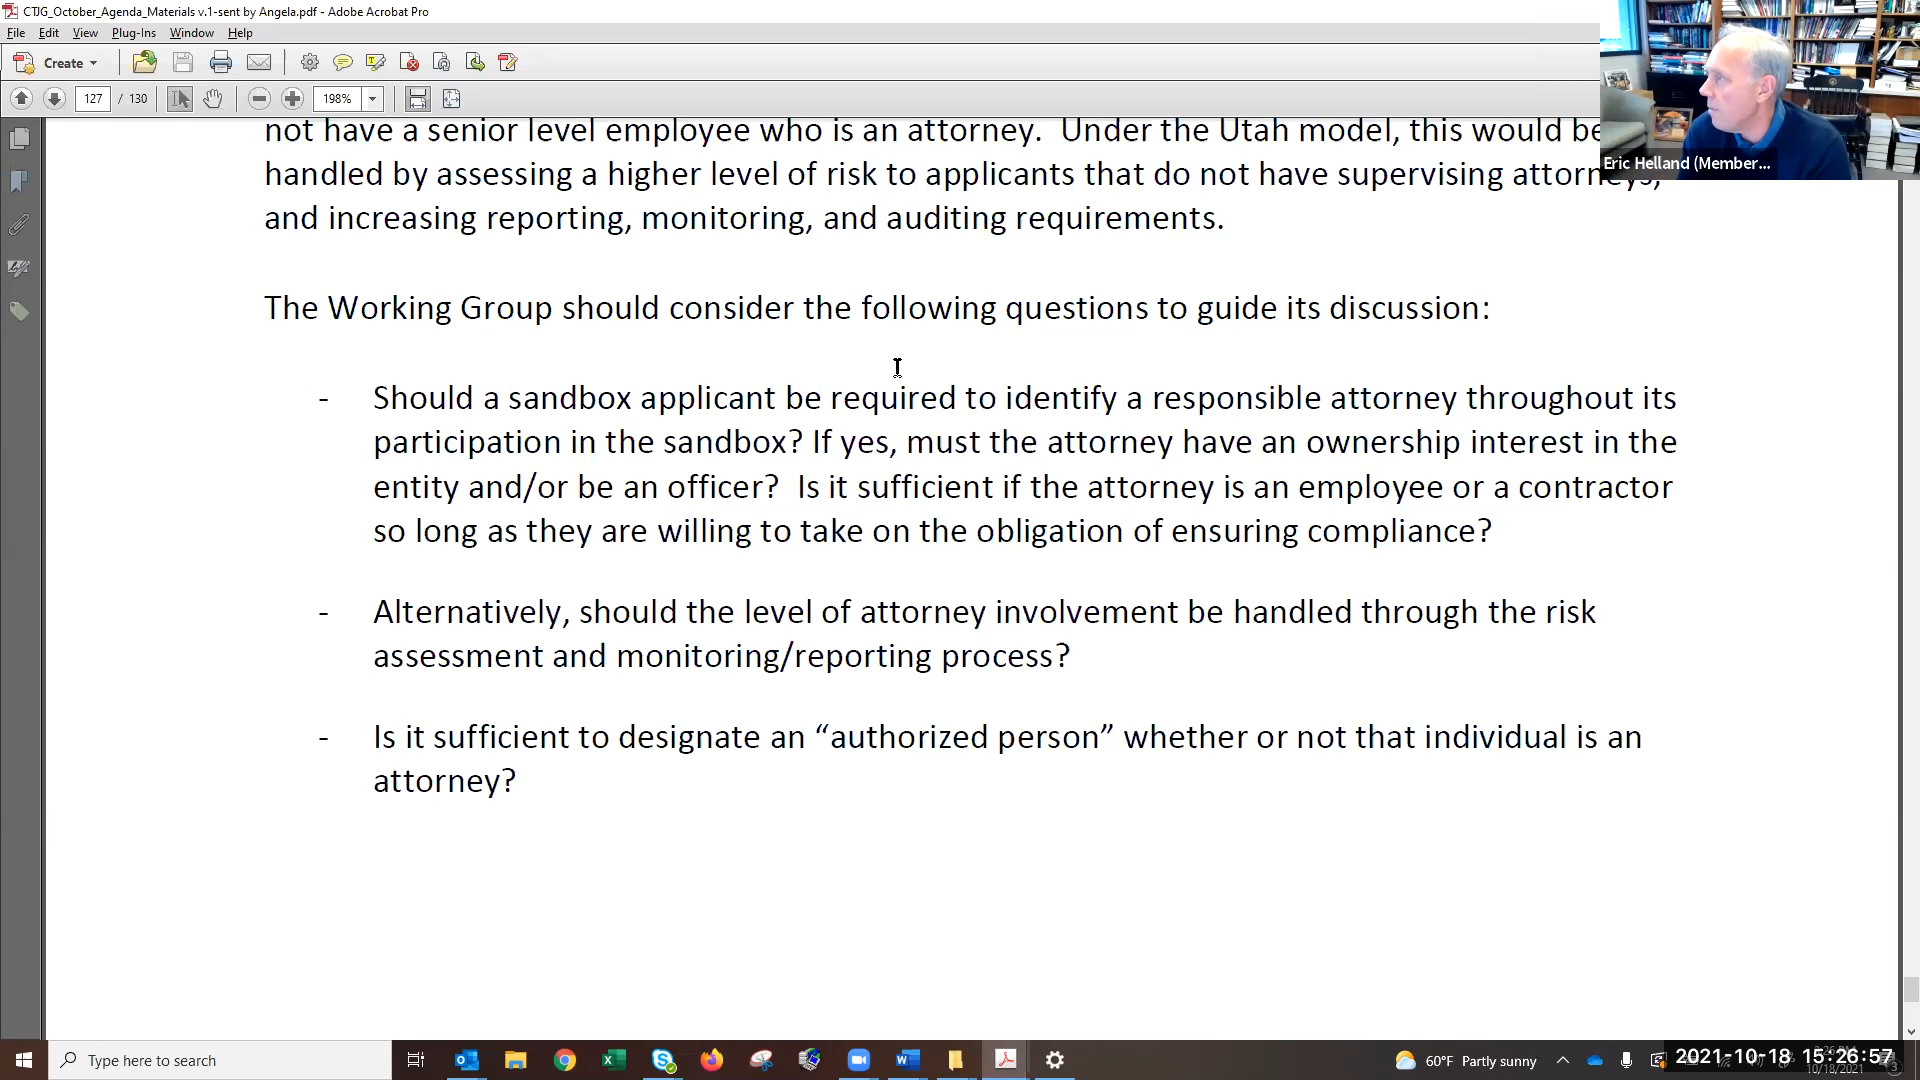 CTJG_October_Agenda_Materials v.1-sent by Angela.pdf - Adobe Acrobat Pro
File Edit View Plug-Ins Window Help
Create
127 / 130 198%
not have a senior level employee who is an attorney. Under the Utah model, this would be
handled by assessing a higher level of risk to applicants that do not have supervising attorneys,
and increasing reporting, monitoring, and auditing requirements.
Eric Helland (Member...
The Working Group should consider the following questions to guide its discussion:
- Should a sandbox applicant be required to identify a responsible attorney throughout its
participation in the sandbox? If yes, must the attorney have an ownership interest in the
entity and/or be an officer? Is it sufficient if the attorney is an employee or a contractor
so long as they are willing to take on the obligation of ensuring compliance?
- Alternatively, should the level of attorney involvement be handled through the risk
assessment and monitoring/reporting process?
- Is it sufficient to designate an “authorized person” whether or not that individual is an
attorney?
Type here to search
60°F Partly sunny
2021-10-18 15:26:57
10/18/2021